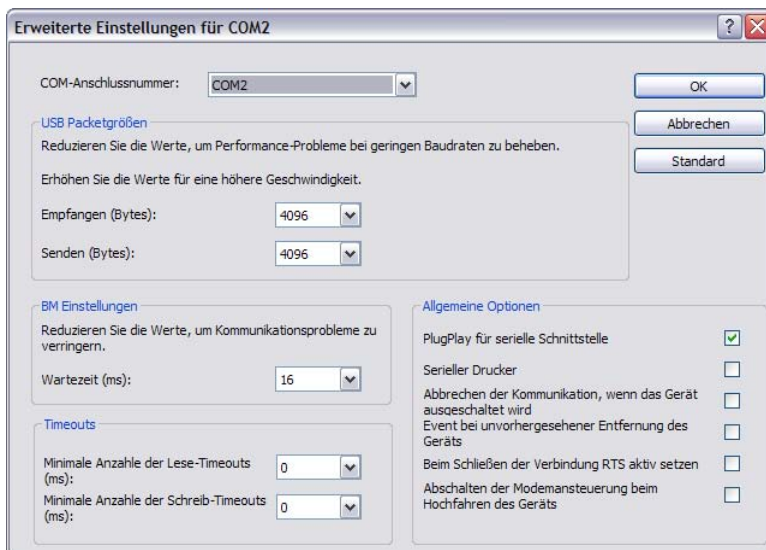 Erweiterte Einstellungen für COM2
COM-Anschlussnummer:
COM2
OK
Abbrechen
Standard
USB Packetgrößen
Reduzieren Sie die Werte, um Performance-Probleme bei geringen Baudraten zu beheben.
Erhöhen Sie die Werte für eine höhere Geschwindigkeit.
Empfangen (Bytes):
4096
Senden (Bytes):
4096
BM Einstellungen
Reduzieren Sie die Werte, um Kommunikationsprobleme zu
verringern.
Wartezeit (ms):
16
Timeouts
Minimale Anzahle der Lese-Timeouts
(ms):
0
Minimale Anzahle der Schreib-Timeouts
(ms):
0
Allgemeine Optionen
PlugPlay für serielle Schnittstelle
Serieller Drucker
Abbrechen der Kommunikation, wenn das Gerät
ausgeschaltet wird
Event bei unvorhergesehener Entfernung des
Geräts
Beim Schließen der Verbindung RTS aktiv setzen
Abschalten der Modemansteuerung beim
Hochfahren des Geräts